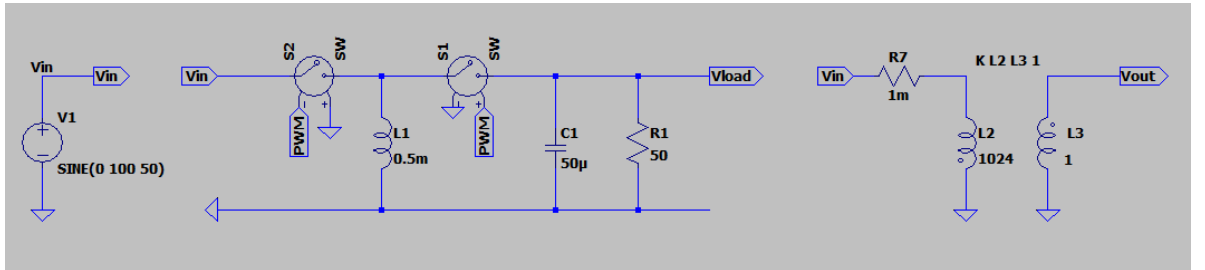 Vin
Vin
V1
SINE(0 100 50)
Vin
S2
SW
PWM
L1
0.5m
S1
SW
PWM
C1
50µ
R1
50
Vload
Vin
R7
1m
K L2 L3 1
L2
1024
L3
1
Vout